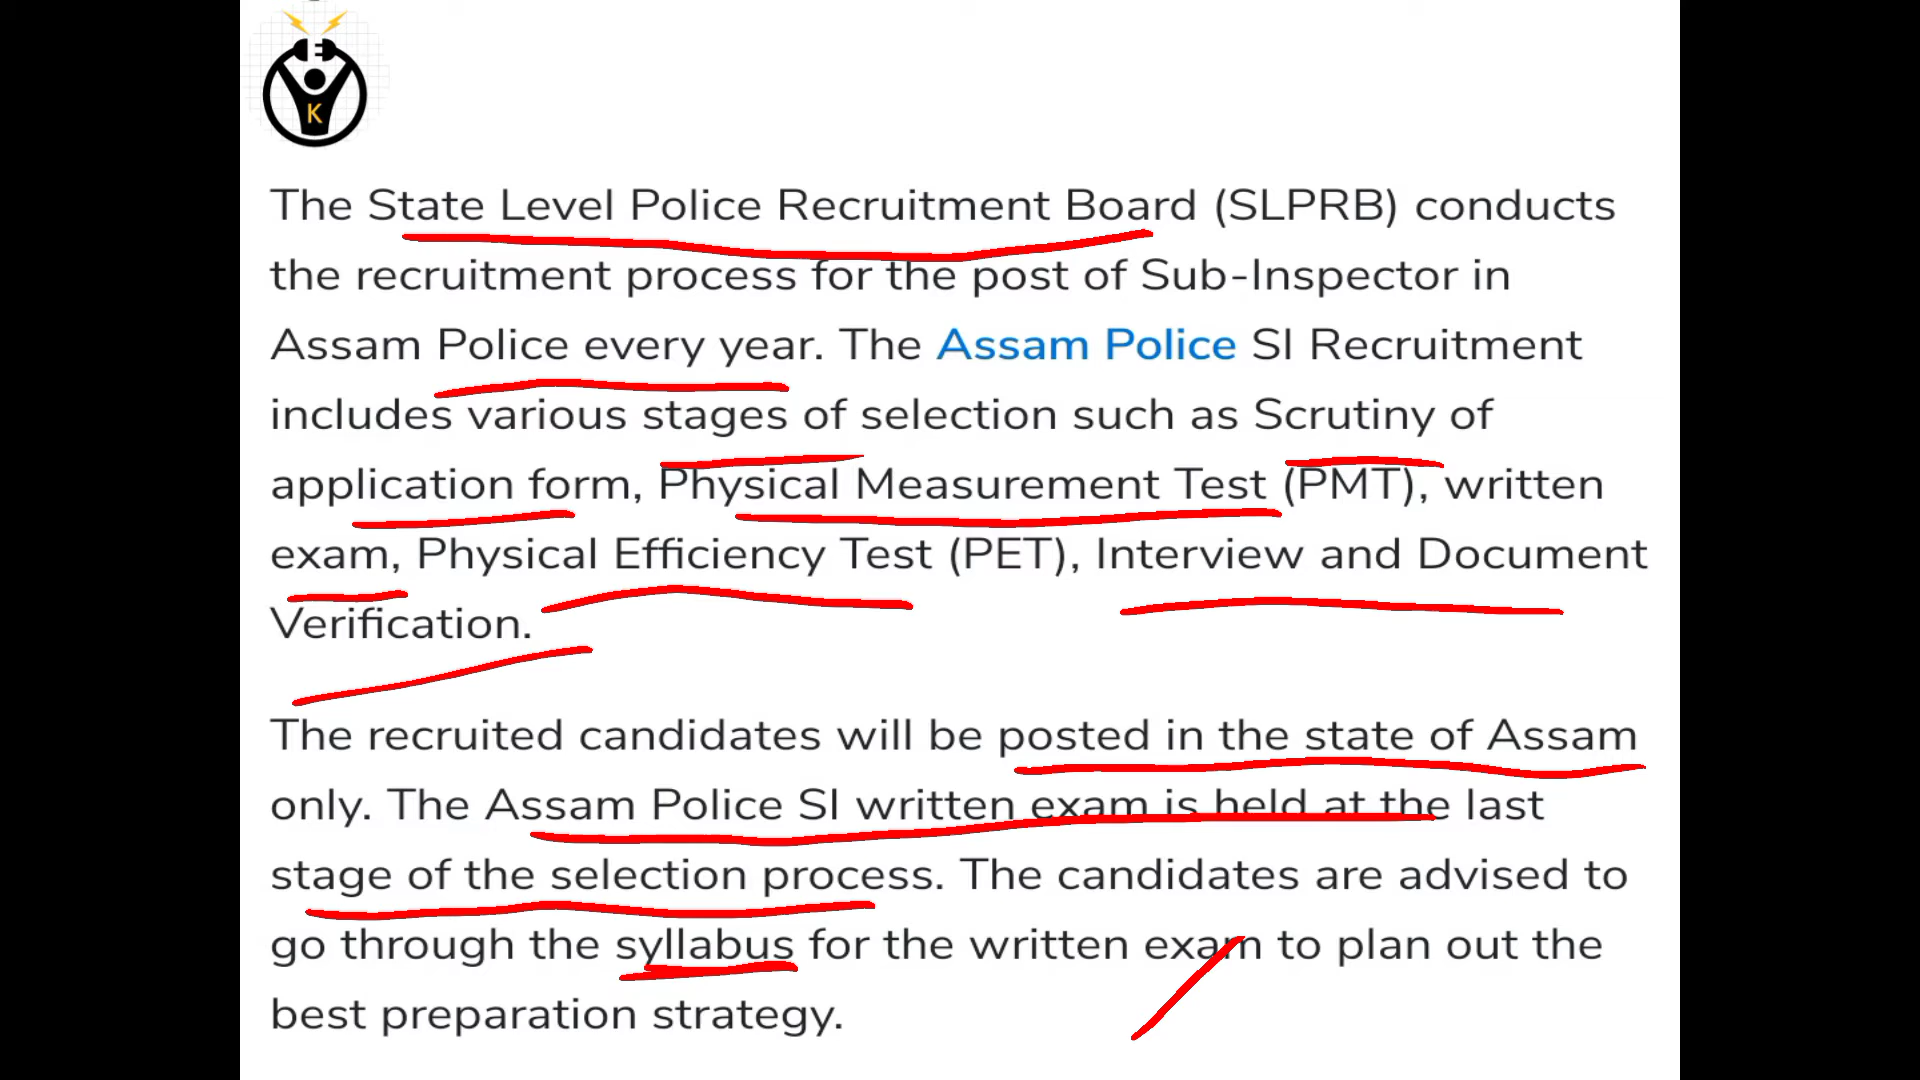 K
The State Level Police Recruitment Board (SLPRB) conducts
the recruitment process for the post of Sub-Inspector in
Assam Police every year. The Assam Police SI Recruitment
includes various stages of selection such as Scrutiny of
application form, Physical Measurement Test (PMT), written
exam, Physical Efficiency Test (PET), Interview and Document
Verification.
The recruited candidates will be posted in the state of Assam
only. The Assam Police SI written exam is held at the last
stage of the selection process. The candidates are advised to
go through the syllabus for the written exam to plan out the
best preparation strategy.